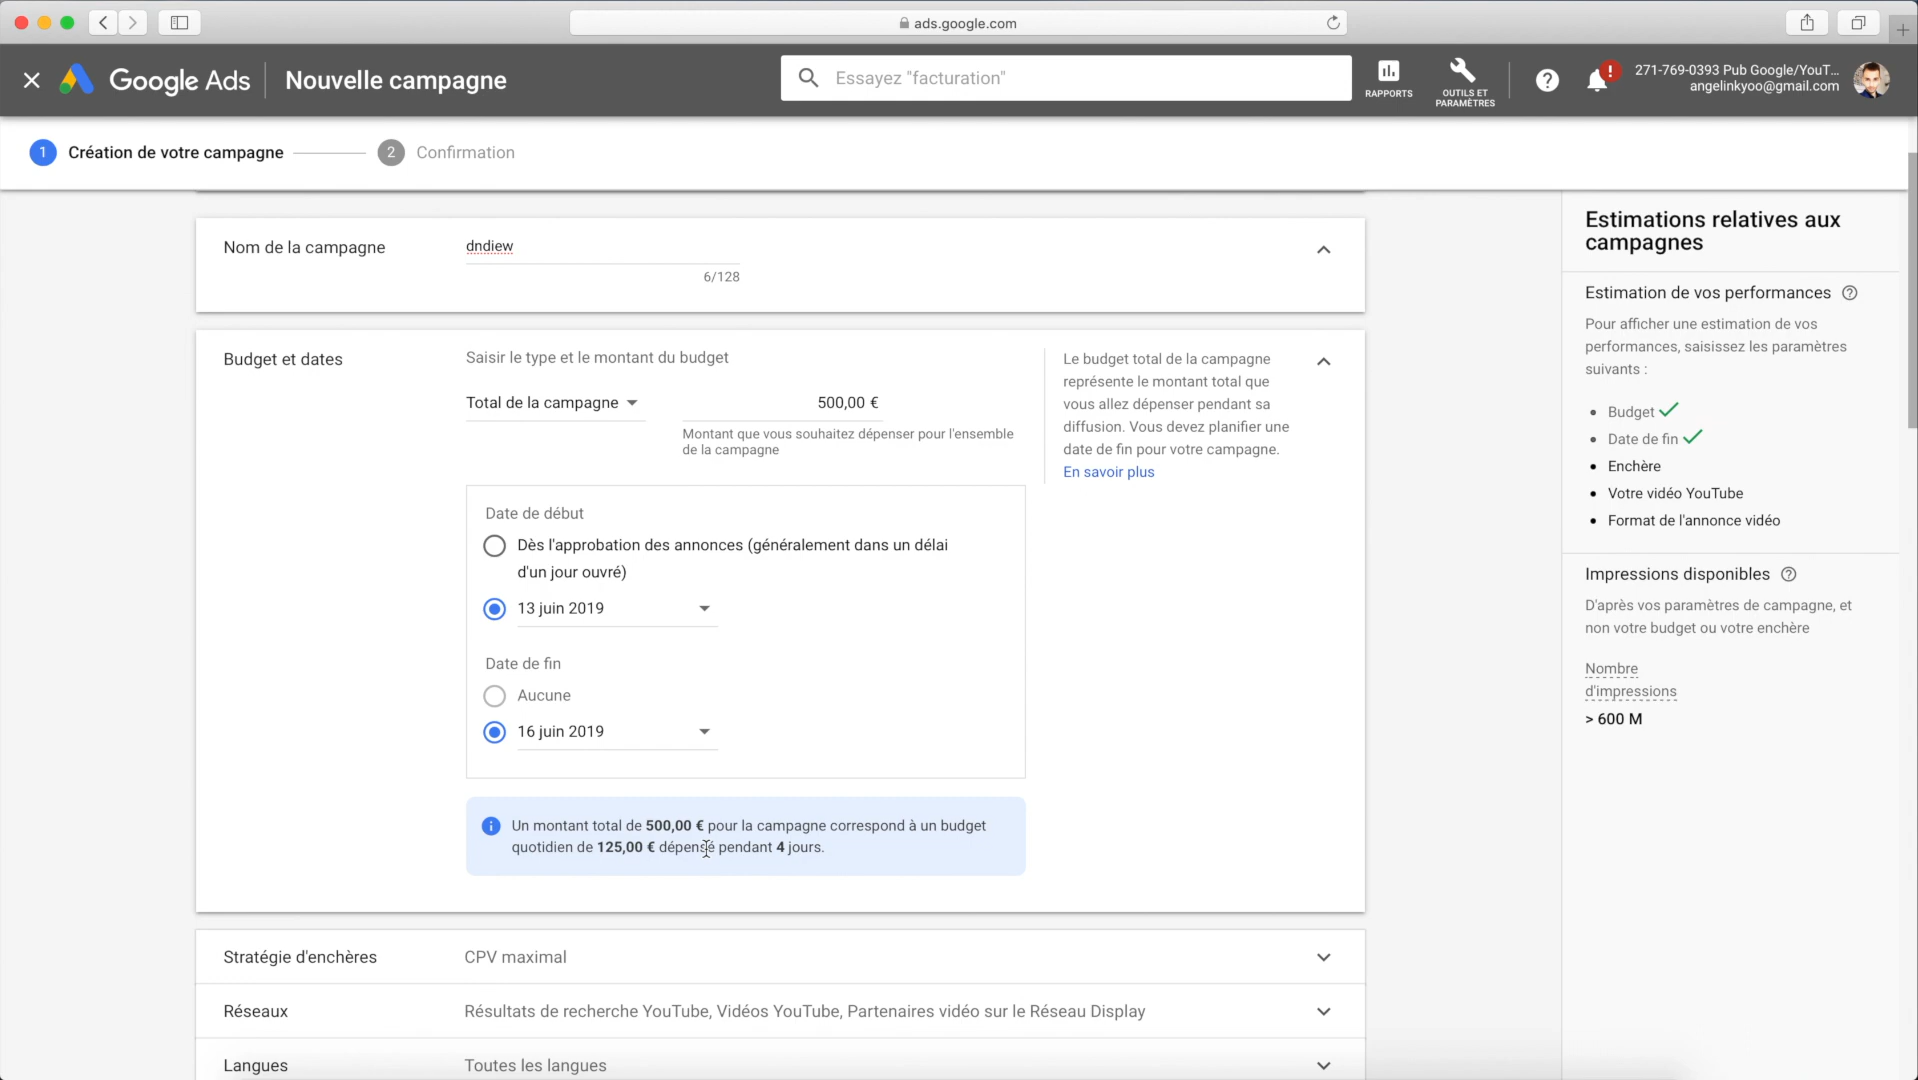 ads.google.com
Google Ads
Nouvelle campagne
Essayez "facturation"
RAPPORTS
OUTILS ET
PARAMÈTRES
?
!
271-769-0393 Pub Google/YouT...
angelinkyoo@gmail.com
1 Création de votre campagne
2 Confirmation
Nom de la campagne
dndiew
6/128
Budget et dates
Saisir le type et le montant du budget
Total de la campagne
500,00 €
Montant que vous souhaitez dépenser pour l'ensemble
de la campagne
Le budget total de la campagne
représente le montant total que
vous allez dépenser pendant sa
diffusion. Vous devez planifier une
date de fin pour votre campagne.
En savoir plus
Date de début
Dès l'approbation des annonces (généralement dans un délai
d'un jour ouvré)
13 juin 2019
Date de fin
Aucune
16 juin 2019
Un montant total de 500,00 € pour la campagne correspond à un budget
quotidien de 125,00 € dépensé pendant 4 jours.
Stratégie d'enchères
CPV maximal
Réseaux
Résultats de recherche YouTube, Vidéos YouTube, Partenaires vidéo sur le Réseau Display
Langues
Toutes les langues
Estimations relatives aux
campagnes
Estimation de vos performances ?
Pour afficher une estimation de vos
performances, saisissez les paramètres
suivants :
• Budget
• Date de fin
• Enchère
• Votre vidéo YouTube
• Format de l'annonce vidéo
Impressions disponibles ?
D'après vos paramètres de campagne, et
non votre budget ou votre enchère
Nombre
d'impressions
> 600 M